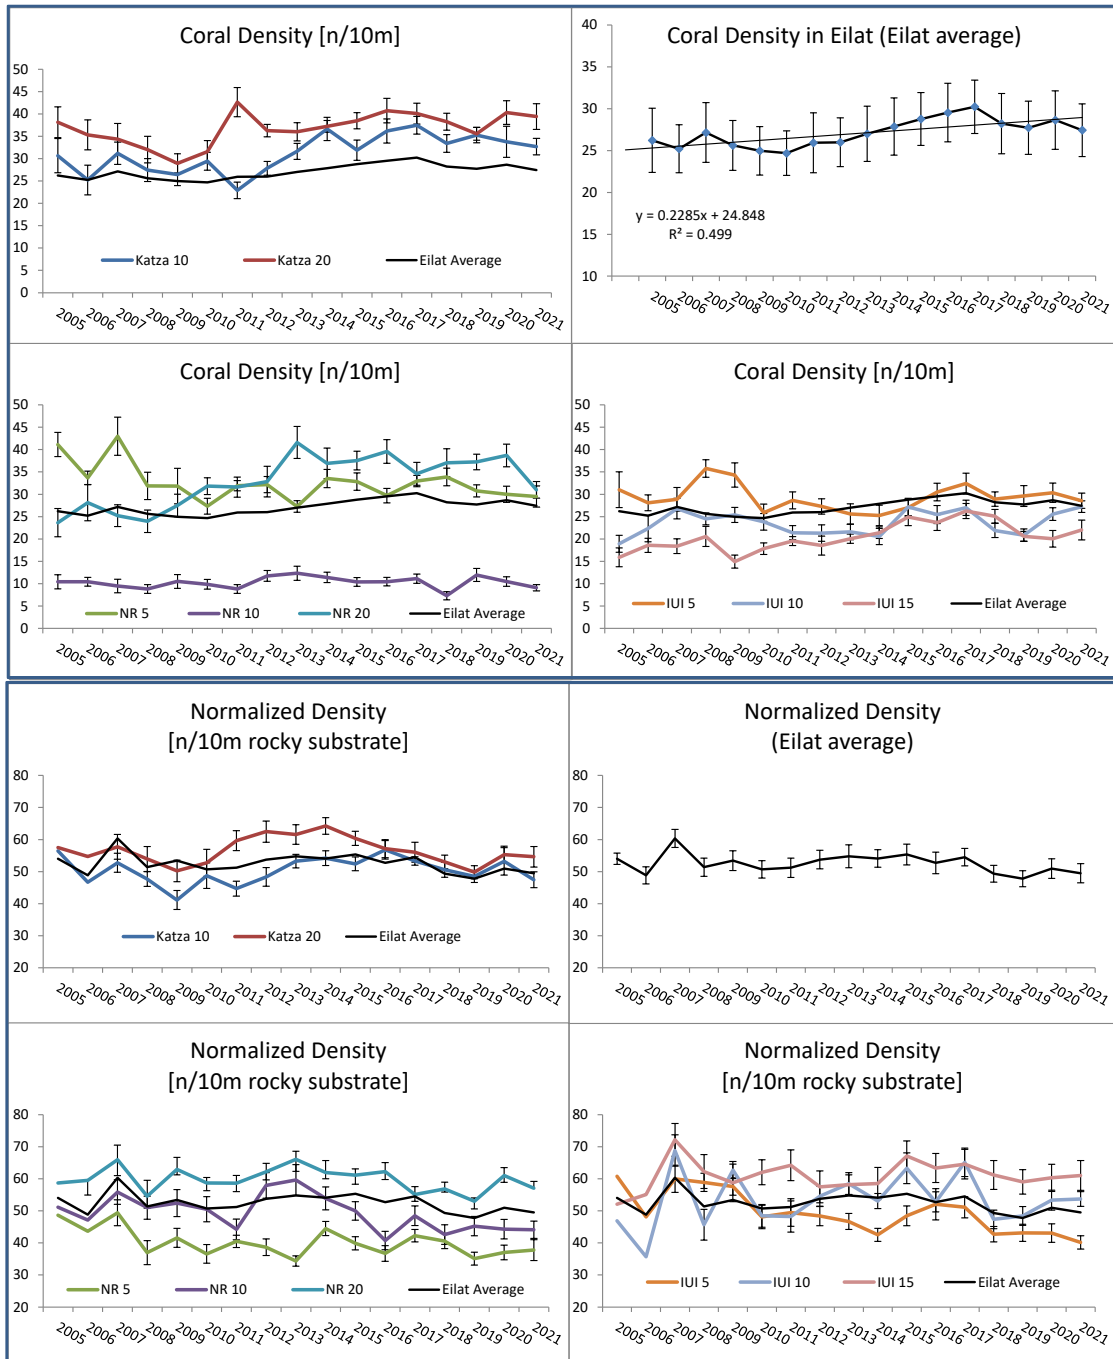 Coral Density [n/10m]
50
45
40
35
30
25
20
15
10
5
0
Katza 10 Katza 20 Eilat Average
2005 2006 2007 2008 2009 2010 2011 2012 2013 2014 2015 2016 2017 2018 2019 2020 2021
Coral Density in Eilat (Eilat average)
40
35
30
25
20
15
10
y = 0.2285x + 24.848
R² = 0.499
2005 2006 2007 2008 2009 2010 2011 2012 2013 2014 2015 2016 2017 2018 2019 2020 2021
Coral Density [n/10m]
50
45
40
35
30
25
20
15
10
5
0
NR 5 NR 10 NR 20 Eilat Average
2005 2006 2007 2008 2009 2010 2011 2012 2013 2014 2015 2016 2017 2018 2019 2020 2021
Coral Density [n/10m]
50
45
40
35
30
25
20
15
10
5
0
IUI 5 IUI 10 IUI 15 Eilat Average
2005 2006 2007 2008 2009 2010 2011 2012 2013 2014 2015 2016 2017 2018 2019 2020 2021
Normalized Density
[n/10m rocky substrate]
80
70
60
50
40
30
20
Katza 10 Katza 20 Eilat Average
2005 2006 2007 2008 2009 2010 2011 2012 2013 2014 2015 2016 2017 2018 2019 2020 2021
Normalized Density
(Eilat average)
80
70
60
50
40
30
20
2005 2006 2007 2008 2009 2010 2011 2012 2013 2014 2015 2016 2017 2018 2019 2020 2021
Normalized Density
[n/10m rocky substrate]
80
70
60
50
40
30
20
NR 5 NR 10 NR 20 Eilat Average
2005 2006 2007 2008 2009 2010 2011 2012 2013 2014 2015 2016 2017 2018 2019 2020 2021
Normalized Density
[n/10m rocky substrate]
80
70
60
50
40
30
20
IUI 5 IUI 10 IUI 15 Eilat Average
2005 2006 2007 2008 2009 2010 2011 2012 2013 2014 2015 2016 2017 2018 2019 2020 2021